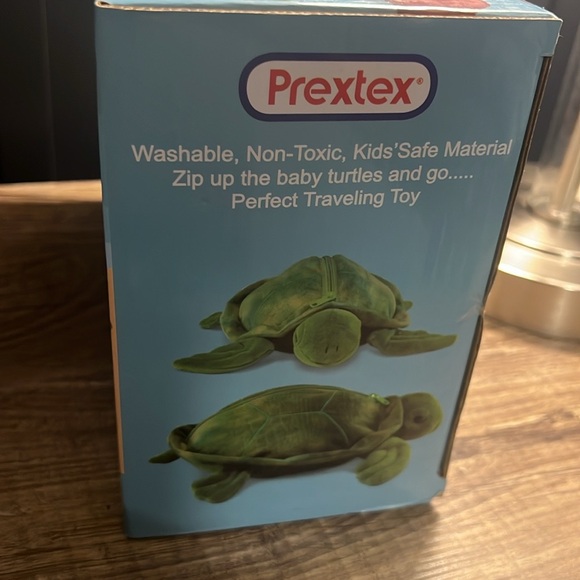 Prextex®
Washable, Non-Toxic, Kids'Safe Material
Zip up the baby turtles and go.....
Perfect Traveling Toy